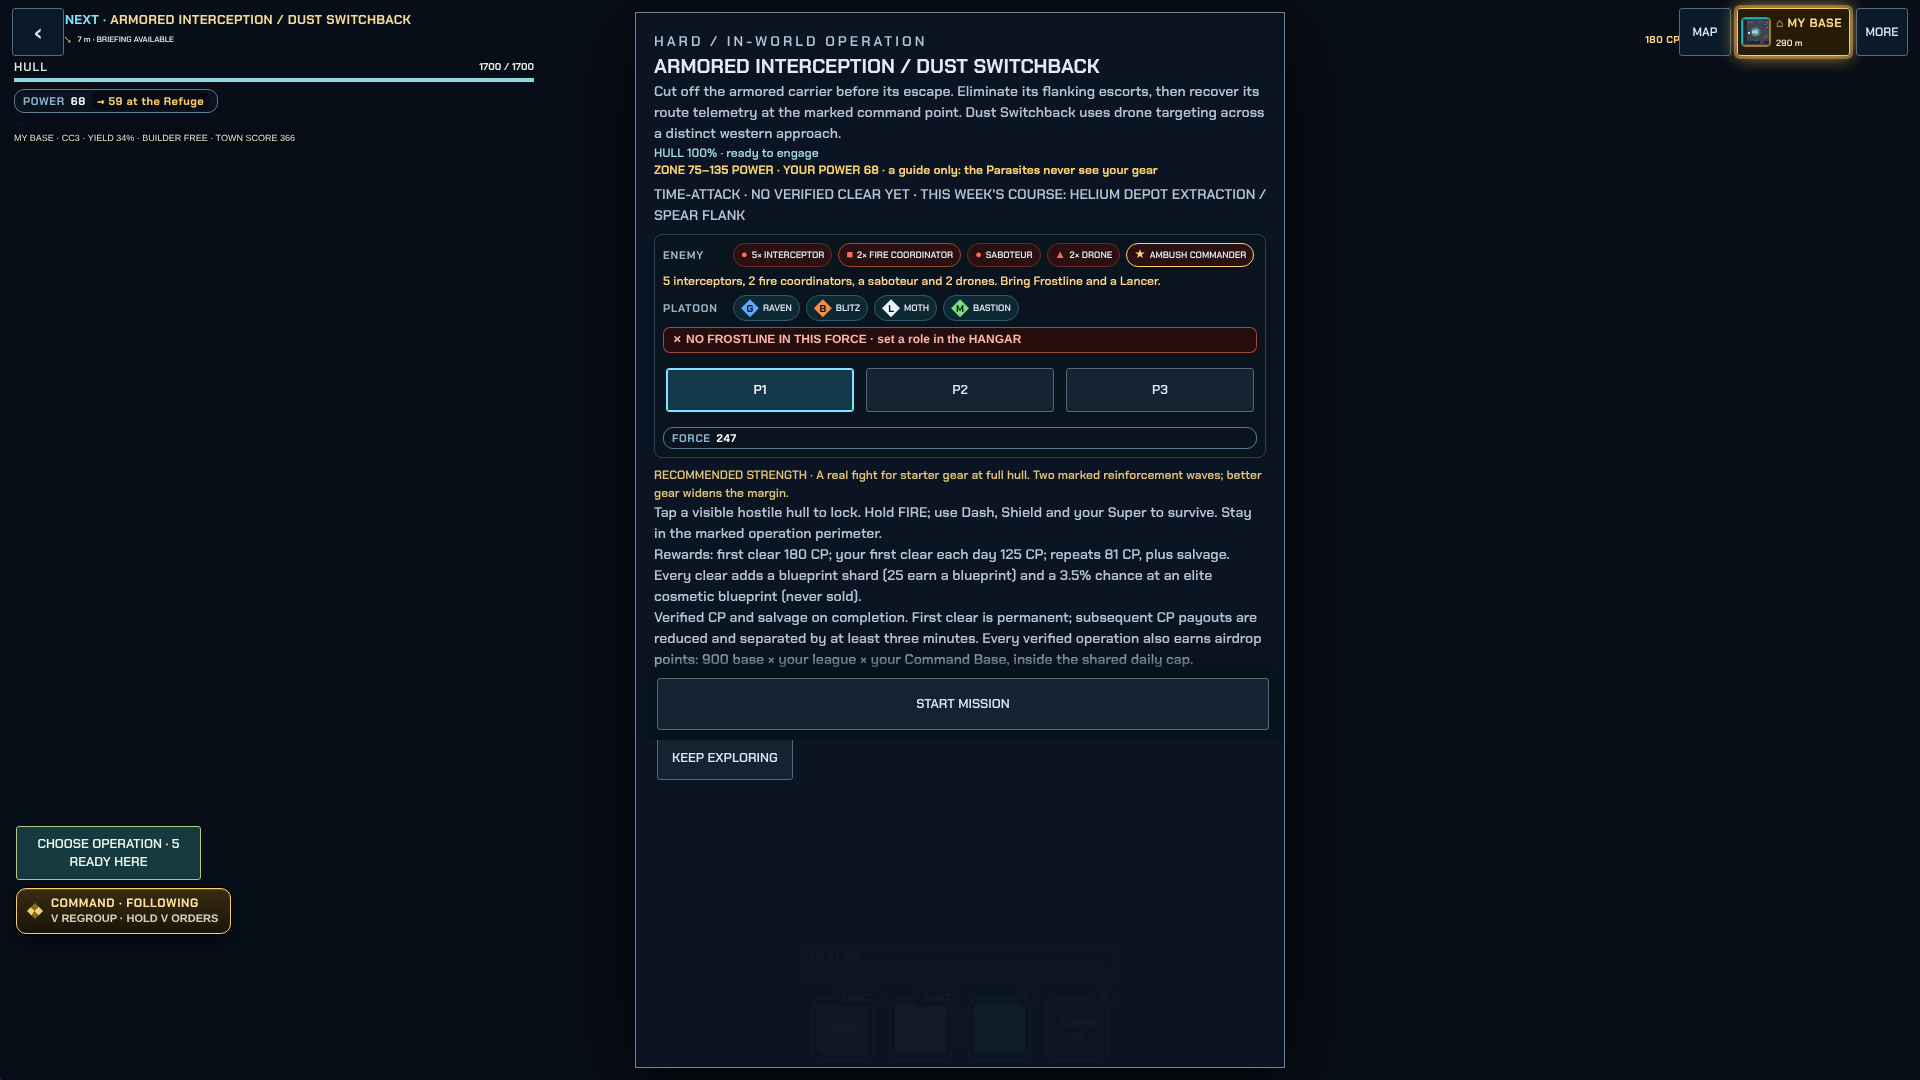 NEXT · ARMORED INTERCEPTION / DUST SWITCHBACK
7 m · BRIEFING AVAILABLE
HULL 1700 / 1700
POWER 68 → 59 at the Refuge
MY BASE · CC3 · YIELD 34% · BUILDER FREE · TOWN SCORE 366
180 CP
MAP
⌂ MY BASE
290 m
MORE
HARD / IN-WORLD OPERATION
ARMORED INTERCEPTION / DUST SWITCHBACK
Cut off the armored carrier before its escape. Eliminate its flanking escorts, then recover its
route telemetry at the marked command point. Dust Switchback uses drone targeting across
a distinct western approach.
HULL 100% · ready to engage
ZONE 75–135 POWER · YOUR POWER 68 · a guide only: the Parasites never see your gear
TIME-ATTACK · NO VERIFIED CLEAR YET · THIS WEEK'S COURSE: HELIUM DEPOT EXTRACTION /
SPEAR FLANK
ENEMY ● 5× INTERCEPTOR ■ 2× FIRE COORDINATOR ● SABOTEUR ▲ 2× DRONE ★ AMBUSH COMMANDER
5 interceptors, 2 fire coordinators, a saboteur and 2 drones. Bring Frostline and a Lancer.
PLATOON G RAVEN B BLITZ L MOTH M BASTION
× NO FROSTLINE IN THIS FORCE · set a role in the HANGAR
P1 P2 P3
FORCE 247
RECOMMENDED STRENGTH · A real fight for starter gear at full hull. Two marked reinforcement waves; better
gear widens the margin.
Tap a visible hostile hull to lock. Hold FIRE; use Dash, Shield and your Super to survive. Stay
in the marked operation perimeter.
Rewards: first clear 180 CP; your first clear each day 125 CP; repeats 81 CP, plus salvage.
Every clear adds a blueprint shard (25 earn a blueprint) and a 3.5% chance at an elite
cosmetic blueprint (never sold).
Verified CP and salvage on completion. First clear is permanent; subsequent CP payouts are
reduced and separated by at least three minutes. Every verified operation also earns airdrop
points: 900 base × your league × your Command Base, inside the shared daily cap.
START MISSION
KEEP EXPLORING
CHOOSE OPERATION · 5
READY HERE
COMMAND · FOLLOWING
V REGROUP · HOLD V ORDERS
SPACE SHIFT
SUPER